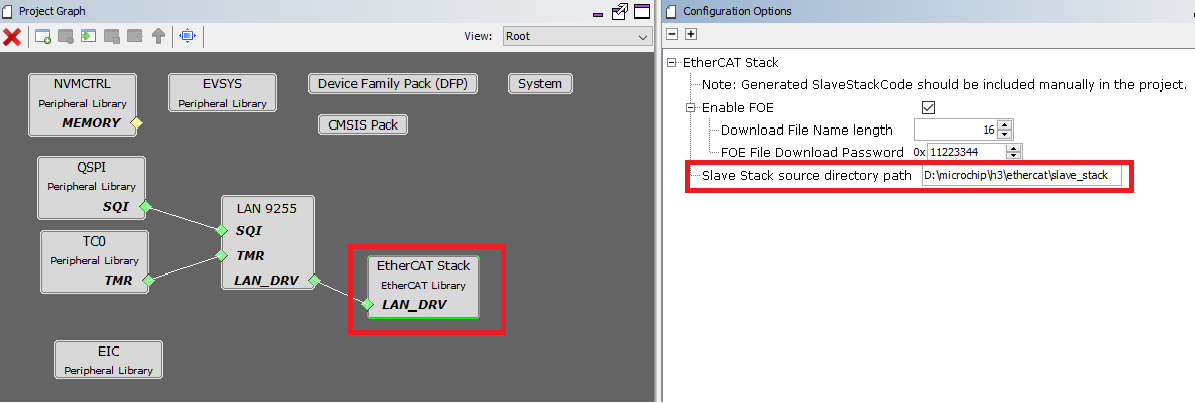 Project Graph
View:
Root
NVMCTRL
Peripheral Library
MEMORY
EVSYS
Peripheral Library
Device Family Pack (DFP)
System
CMSIS Pack
QSPI
Peripheral Library
SQI
TC0
Peripheral Library
TMR
LAN 9255
SQI
TMR
LAN_DRV
EtherCAT Stack
EtherCAT Library
LAN_DRV
EIC
Peripheral Library
Configuration Options
EtherCAT Stack
Note: Generated SlaveStackCode should be included manually in the project.
Enable FOE
Download File Name length
16
FOE File Download Password
0x 11223344
Slave Stack source directory path
D:\microchip\h3\ethercat\slave_stack